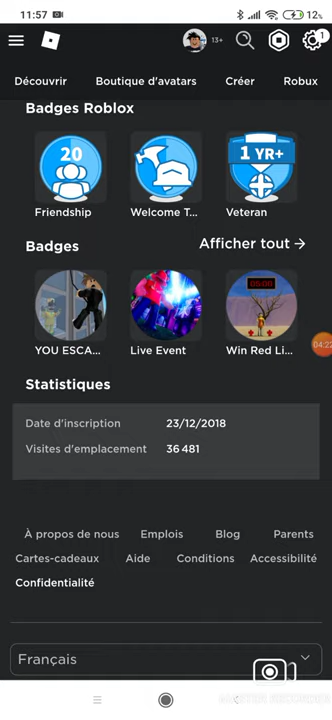 11:57 12%
13+ 1
Découvrir Boutique d'avatars Créer Robux
Badges Roblox
20 1 YR+
Friendship Welcome T... Veteran
Badges Afficher tout →
YOU ESCA... Live Event Win Red Li...
04:22
Statistiques
Date d'inscription 23/12/2018
Visites d'emplacement 36 481
À propos de nous Emplois Blog Parents
Cartes-cadeaux Aide Conditions Accessibilité
Confidentialité
Français